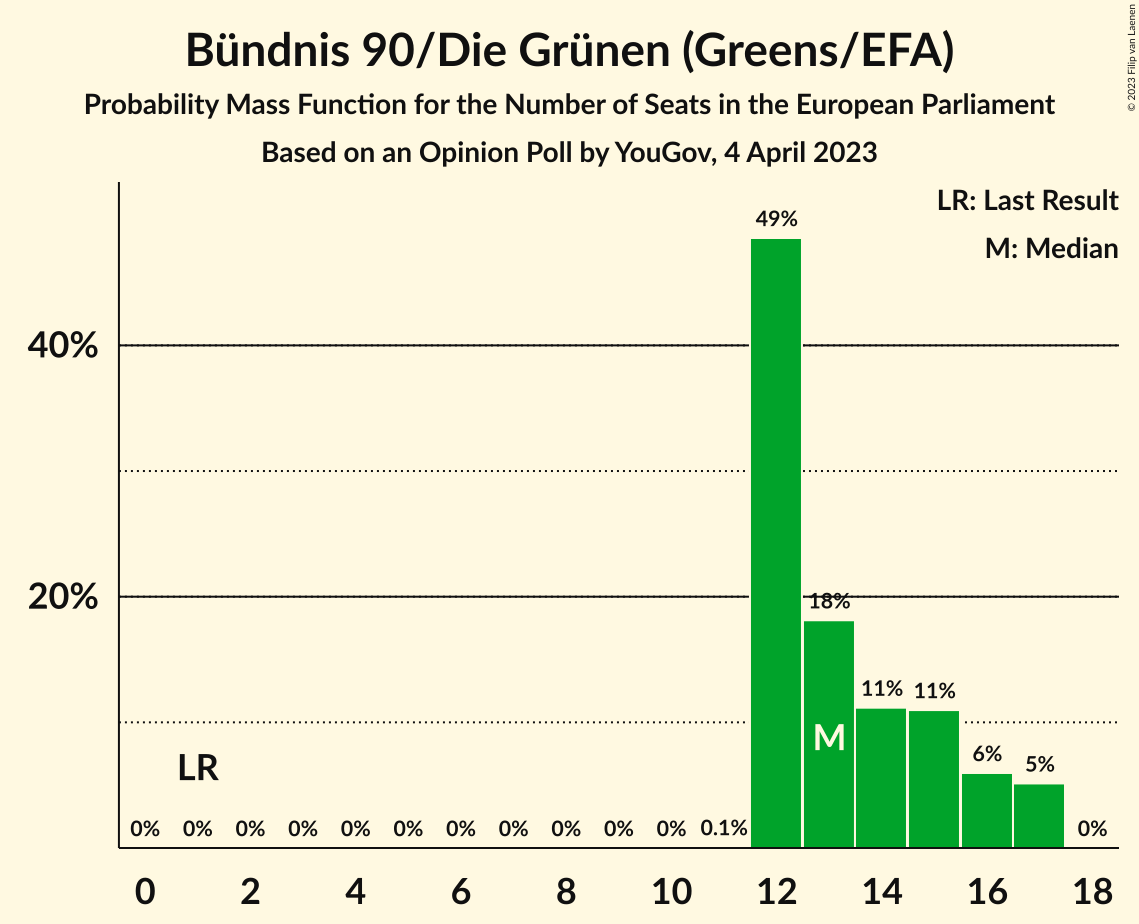 Bündnis 90/Die Grünen (Greens/EFA)
Probability Mass Function for the Number of Seats in the European Parliament
Based on an Opinion Poll by YouGov, 4 April 2023
© 2023 Filip van Laenen
LR: Last Result
M: Median
49%
40%
20%
18%
11% 11%
M
6% 5%
LR
0% 0% 0% 0% 0% 0% 0% 0% 0% 0% 0% 0.1% 0%
0 2 4 6 8 10 12 14 16 18